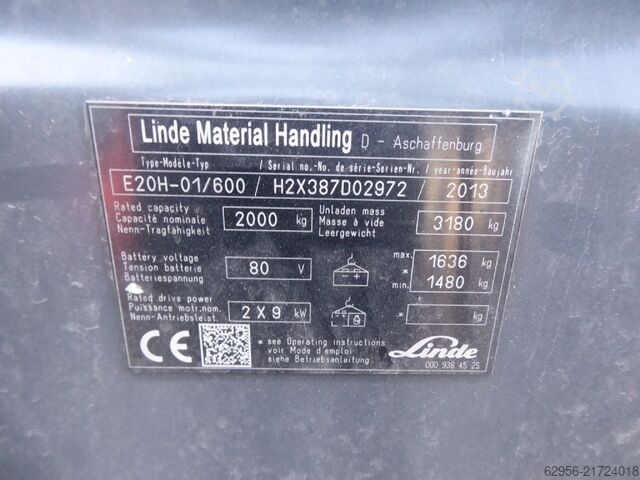 Linde Material Handling D - Aschaffenburg
Type-Modèle-Typ / Serial no.-No. de série-Serien-Nr. / year-année-Baujahr
E20H-01/600 / H2X387D02972 / 2013
Rated capacity
Capacité nominale
Nenn-Tragfähigkeit
2000 kg
Unladen mass
Masse à vide
Leergewicht
3180 kg
Battery voltage
Tension batterie
Batteriespannung
80 V
- +
max. 1636 kg
*
min. 1480 kg
Rated drive power
Puissance motr.nom.
Nenn-Antriebsleist.
2 X 9 kW
* kg
CE
* see Operating instructions
voir Mode d'emploi
siehe Betriebsanleitung
Linde
000 938 45 25
62956-21724018